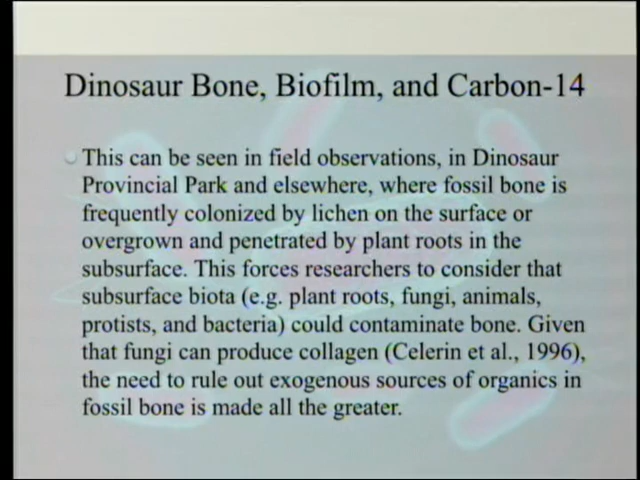 Dinosaur Bone, Biofilm, and Carbon-14
This can be seen in field observations, in Dinosaur
Provincial Park and elsewhere, where fossil bone is
frequently colonized by lichen on the surface or
overgrown and penetrated by plant roots in the
subsurface. This forces researchers to consider that
subsurface biota (e.g. plant roots, fungi, animals,
protists, and bacteria) could contaminate bone. Given
that fungi can produce collagen (Celerin et al., 1996),
the need to rule out exogenous sources of organics in
fossil bone is made all the greater.